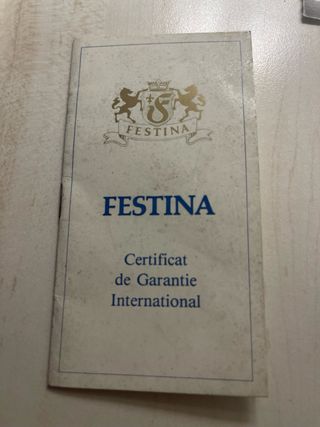 FESTINA
FESTINA
Certificat
de Garantie
International